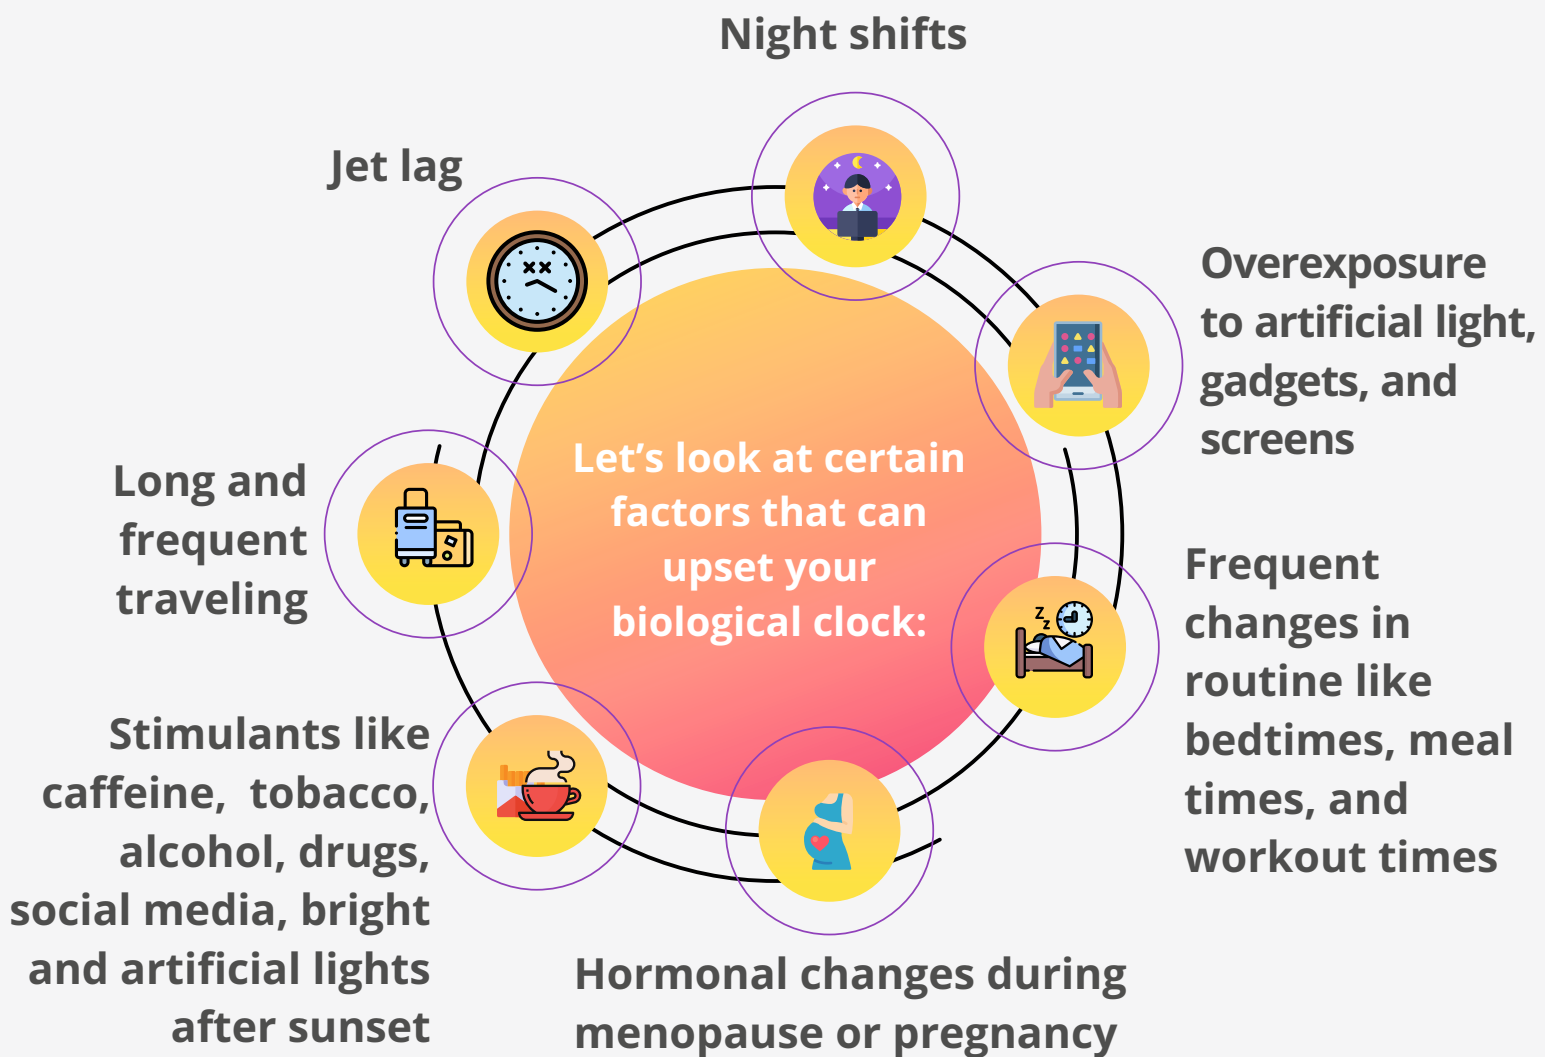 Night shifts
Jet lag
Overexposure
to artificial light,
gadgets, and
screens
Let’s look at certain
factors that can
upset your
biological clock:
Long and
frequent
traveling
Frequent
changes in
routine like
bedtimes, meal
times, and
workout times
Stimulants like
caffeine,  tobacco,
alcohol, drugs,
social media, bright
and artificial lights
after sunset
Hormonal changes during
menopause or pregnancy
Z
z